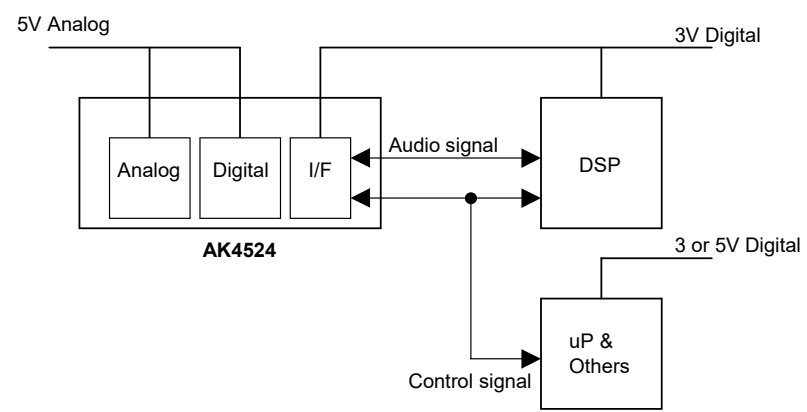 5V Analog
3V Digital
Audio signal
Analog
Digital
I/F
DSP
AK4524
3 or 5V Digital
uP &
Others
Control signal